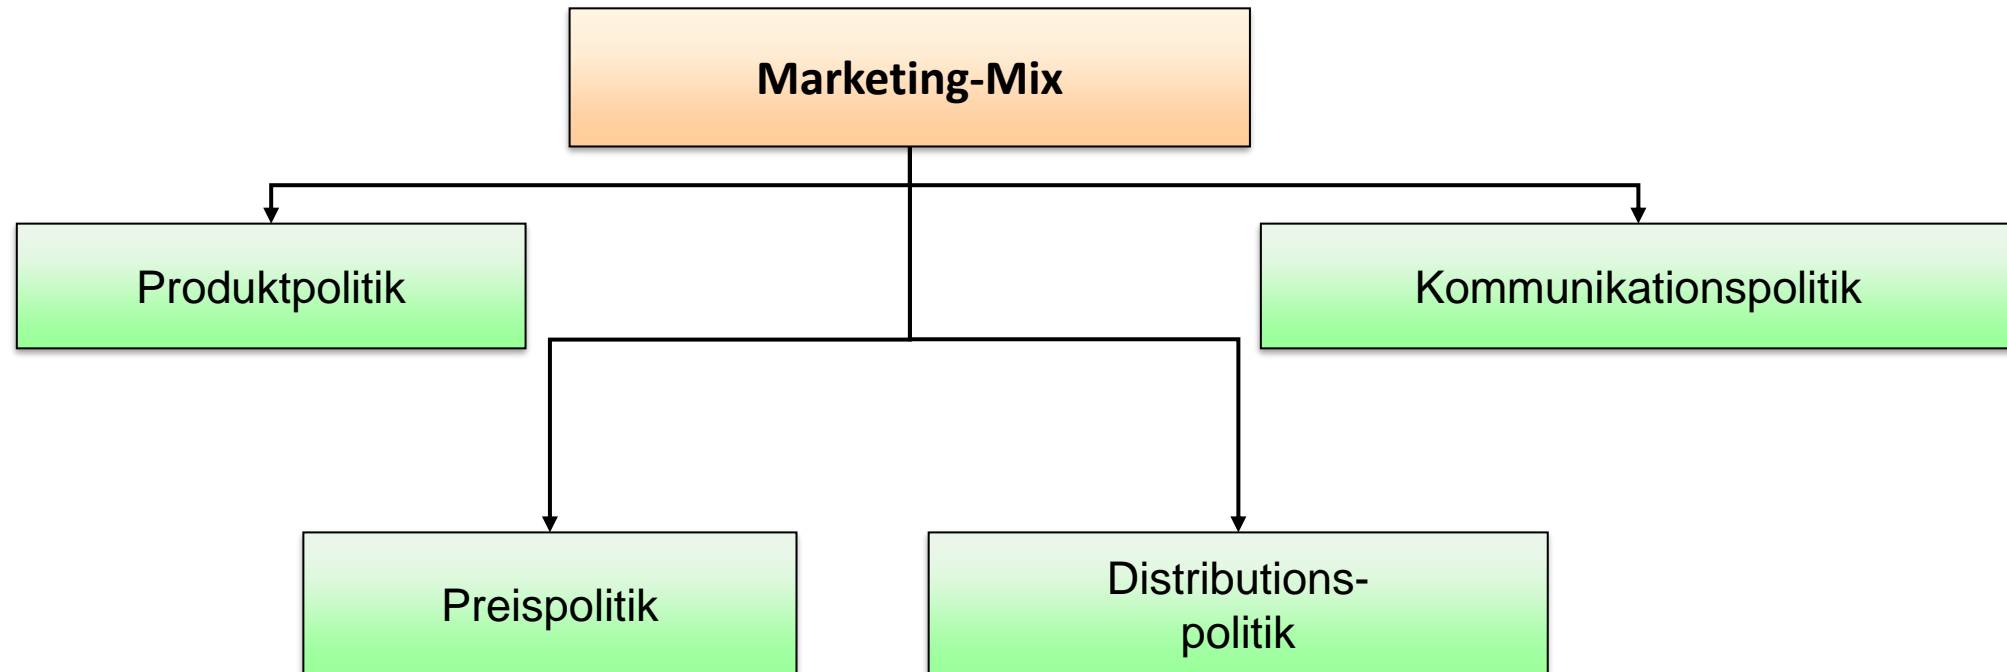 Marketing-Mix
Produktpolitik
Kommunikationspolitik
Preispolitik
Distributions-
politik